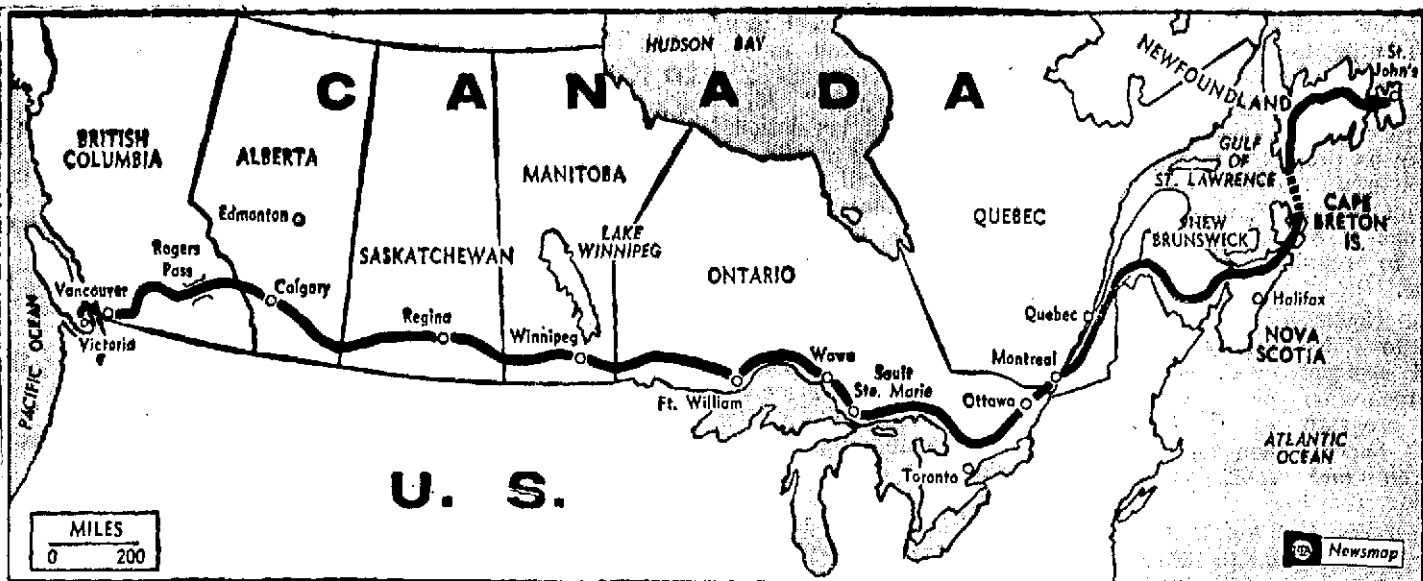 CANADA
HUDSON BAY
NEWFOUNDLAND
St.
John's
BRITISH
COLUMBIA
ALBERTA
MANITOBA
GULF
OF
ST. LAWRENCE
Edmonton
QUEBEC
CAPE
BRETON
IS.
NEW
BRUNSWICK
LAKE
WINNIPEG
SASKATCHEWAN
ONTARIO
Rogers
Pass
Vancouver
Calgary
Halifax
Regina
Quebec
Winnipeg
Victoria
NOVA
SCOTIA
Montreal
Wawa
Sault
Ste. Marie
PACIFIC OCEAN
Ft. William
Ottawa
ATLANTIC
OCEAN
Toronto
U. S.
MILES
0 200
Newsmap